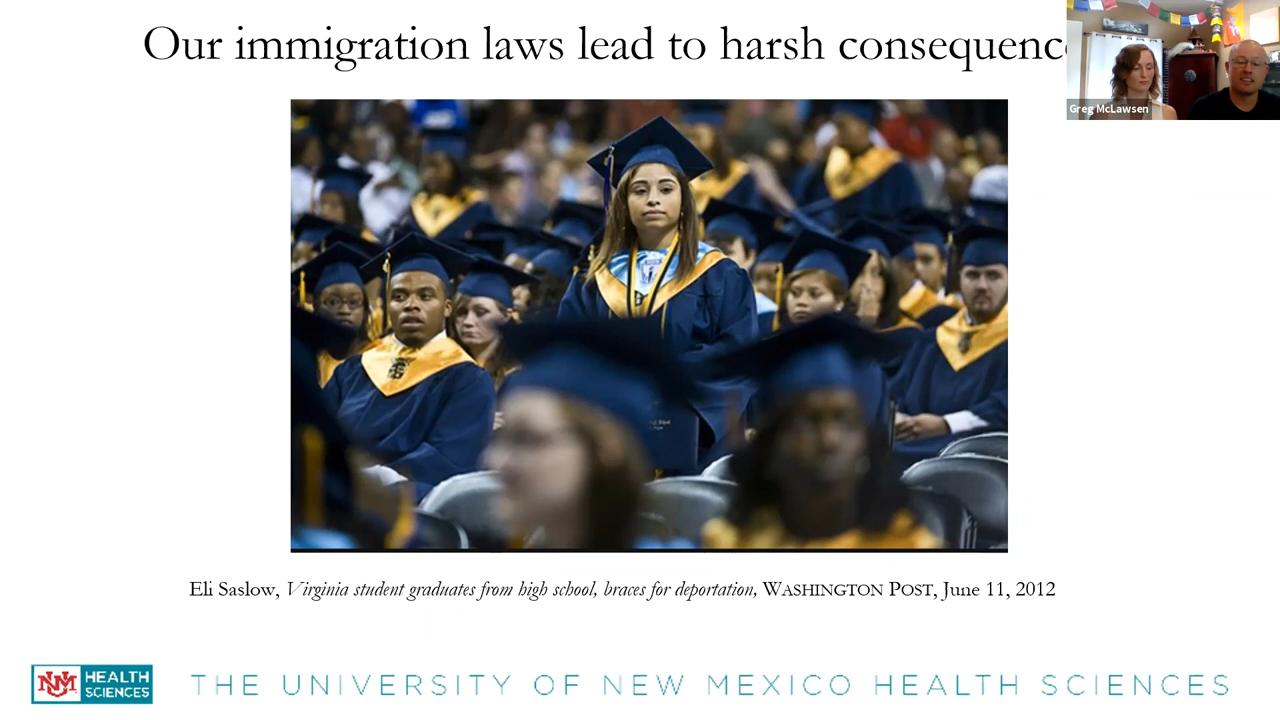 Our immigration laws lead to harsh consequenc
Greg McLawsen
Eli Saslow, Virginia student graduates from high school, braces for deportation, WASHINGTON POST, June 11, 2012
UNM HEALTH SCIENCES
THE UNIVERSITY OF NEW MEXICO HEALTH SCIENCES